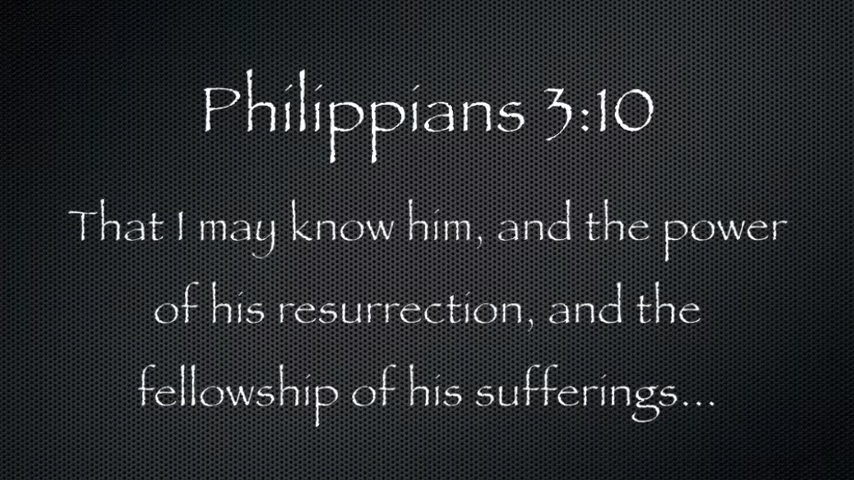 Philippians 3:10
That I may know him, and the power
of his resurrection, and the
fellowship of his sufferings...